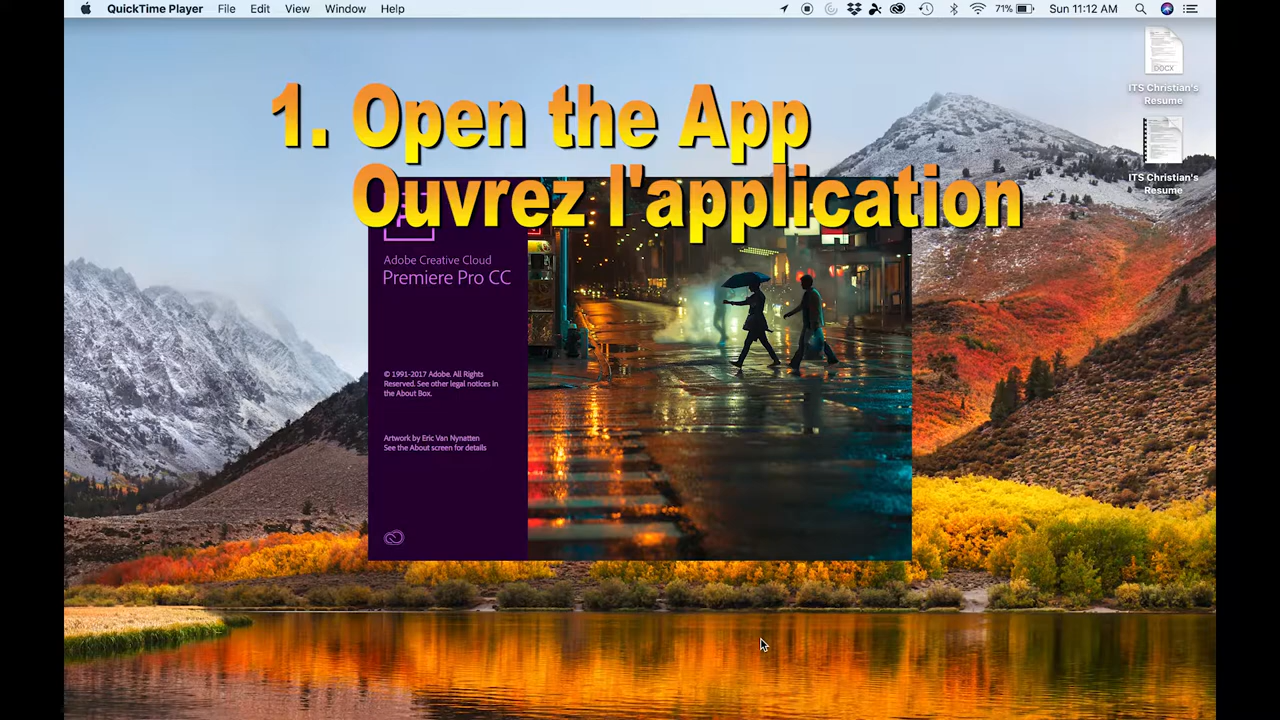 QuickTime Player File Edit View Window Help 71% Sun 11:12 AM
1. Open the App
Ouvrez l'application
DOCX
ITS Christian's
Resume
ITS Christian's
Resume
Adobe Creative Cloud
Premiere Pro CC
© 1991-2017 Adobe. All Rights
Reserved. See other legal notices in
the About Box.
Artwork by Eric Van Nynatten
See the About screen for details